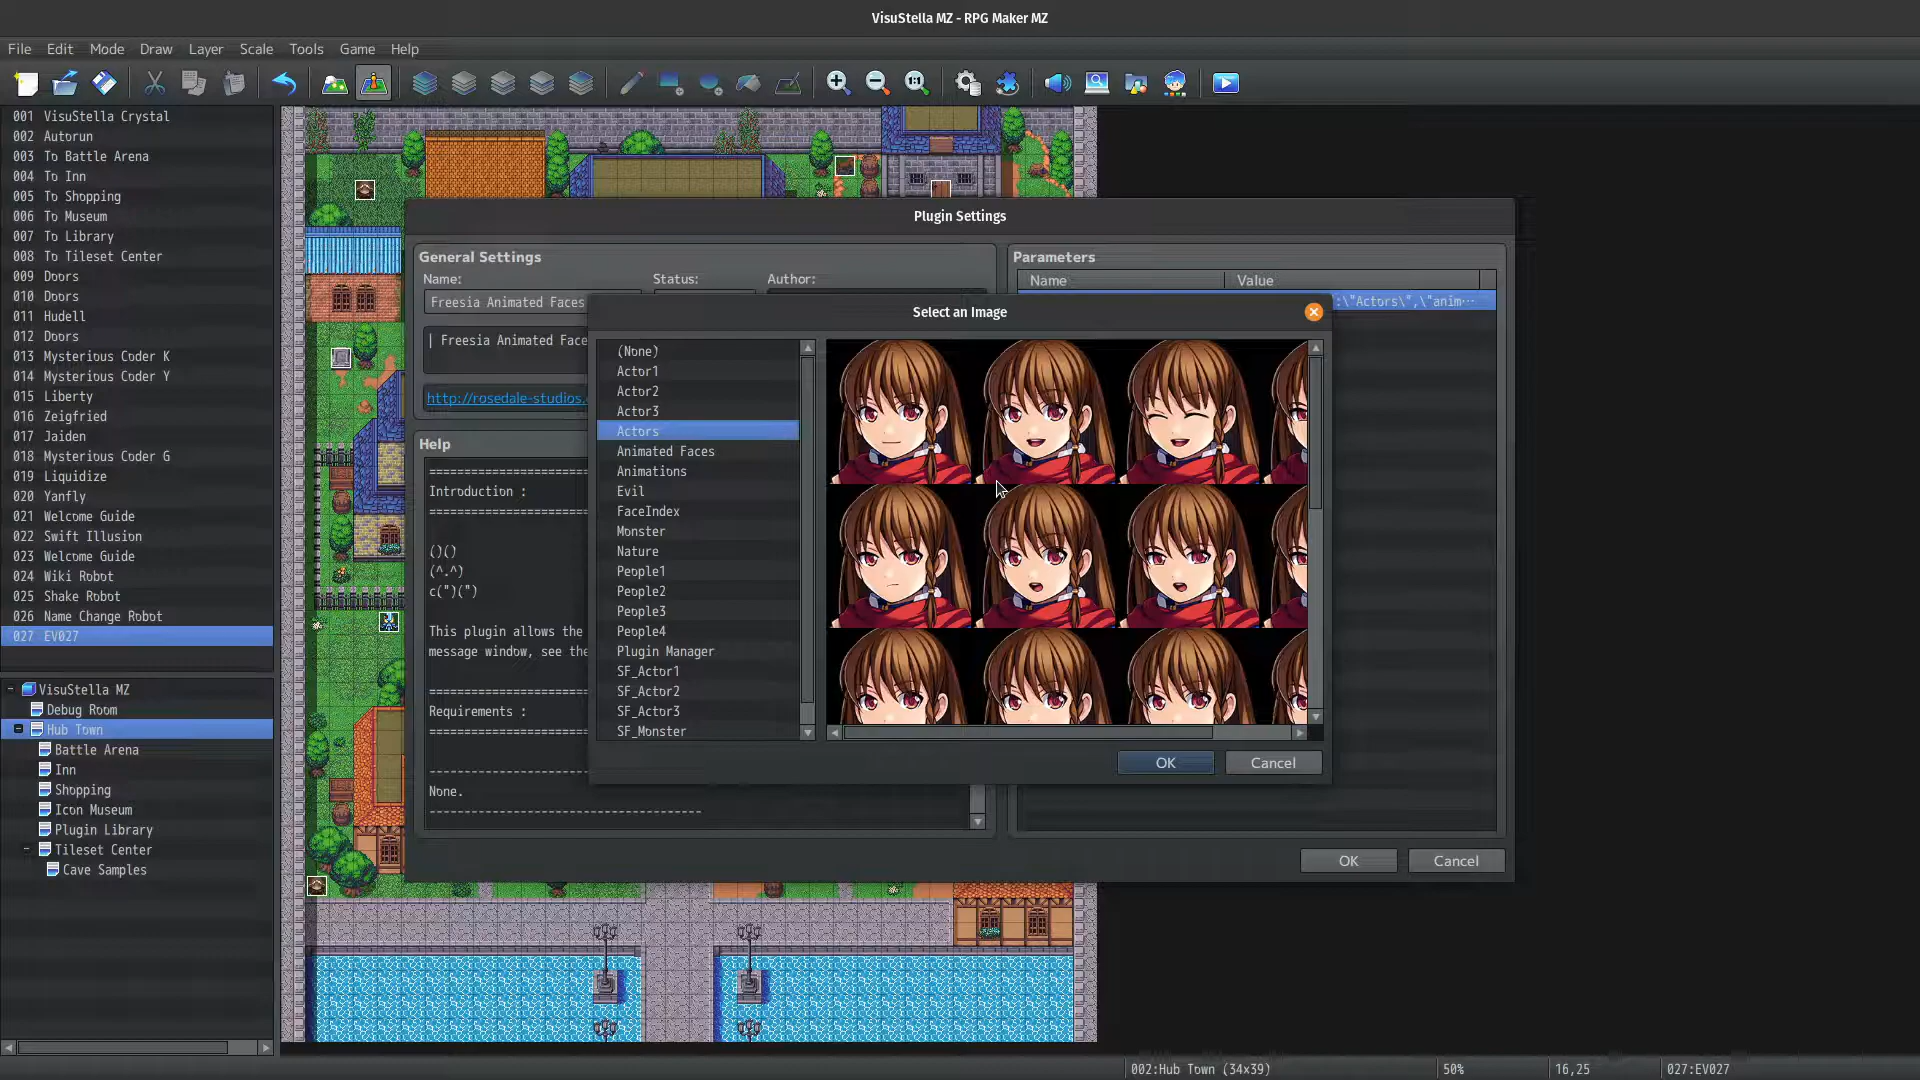 VisuStella MZ - RPG Maker MZ
File Edit Mode Draw Layer Scale Tools Game Help
1:1
001 VisuStella Crystal
002 Autorun
003 To Battle Arena
004 To Inn
005 To Shopping
006 To Museum
007 To Library
008 To Tileset Center
009 Doors
010 Doors
011 Hudell
012 Doors
013 Mysterious Coder K
014 Mysterious Coder Y
015 Liberty
016 Zeigfried
017 Jaiden
018 Mysterious Coder G
019 Liquidize
020 Yanfly
021 Welcome Guide
022 Swift Illusion
023 Welcome Guide
024 Wiki Robot
025 Shake Robot
026 Name Change Robot
027 EV027
VisuStella MZ
Debug Room
Hub Town
Battle Arena
Inn
Shopping
Icon Museum
Plugin Library
Tileset Center
Cave Samples
Plugin Settings
General Settings
Name: Status: Author:
Freesia Animated Faces
| Freesia Animated Face
http://rosedale-studios.
Help
======================
Introduction :
======================
()()
(^.^)
c(")(")
This plugin allows the
message window, see the
======================
Requirements :
======================
----------------------
None.
--------------------------------------
Parameters
Name Value
:\"Actors\",\"anim…
Select an Image
(None)
Actor1
Actor2
Actor3
Actors
Animated Faces
Animations
Evil
FaceIndex
Monster
Nature
People1
People2
People3
People4
Plugin Manager
SF_Actor1
SF_Actor2
SF_Actor3
SF_Monster
OK Cancel
OK Cancel
002:Hub Town (34x39) 50% 16,25 027:EV027